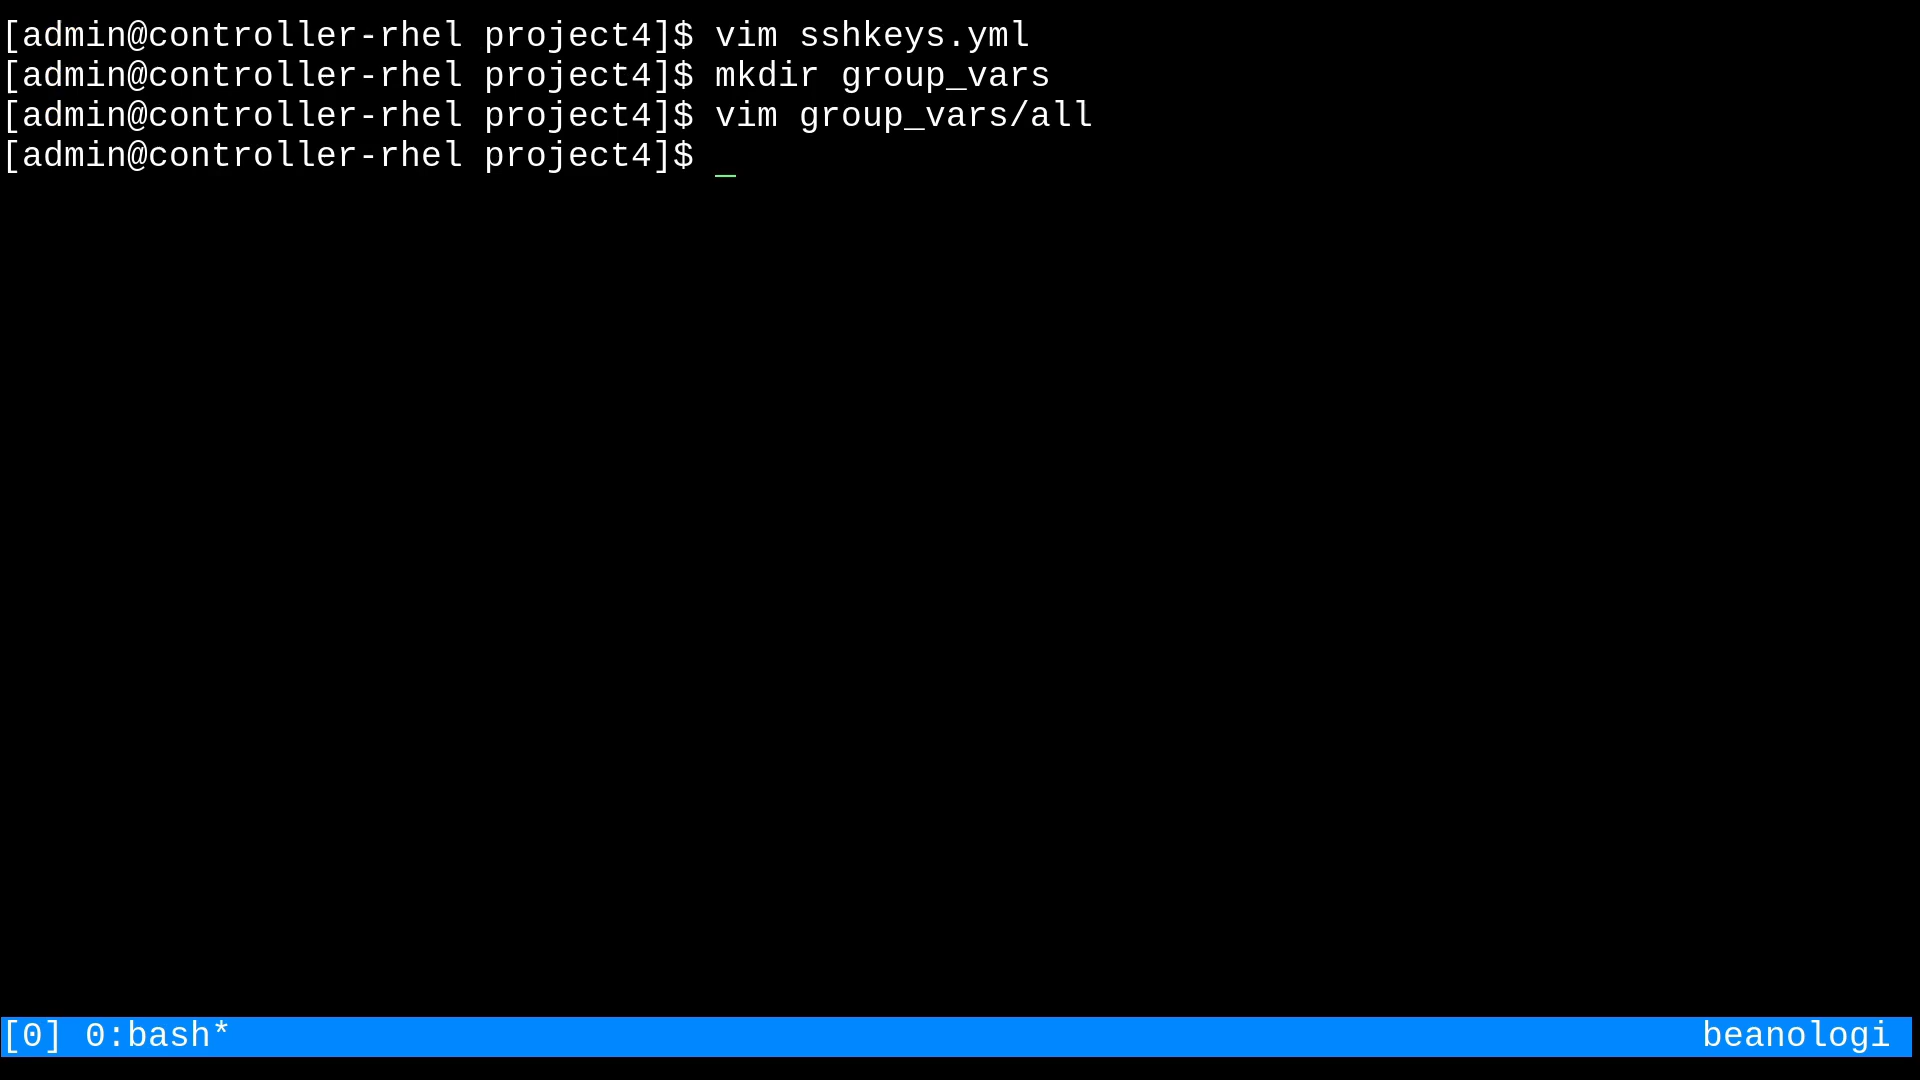 [admin@controller-rhel project4]$ vim sshkeys.yml
[admin@controller-rhel project4]$ mkdir group_vars
[admin@controller-rhel project4]$ vim group_vars/all
[admin@controller-rhel project4]$ _
[0] 0:bash* beanologi